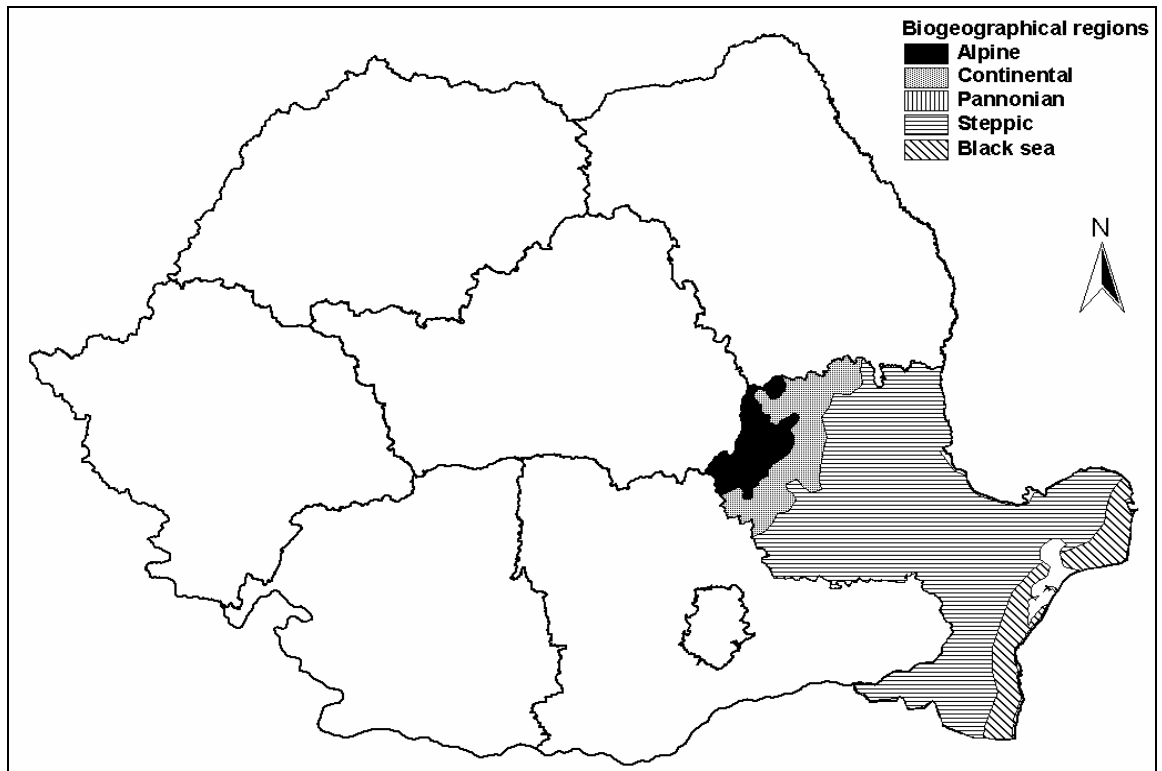 Biogeographical regions
Alpine
Continental
Pannonian
Steppic
Black sea
N